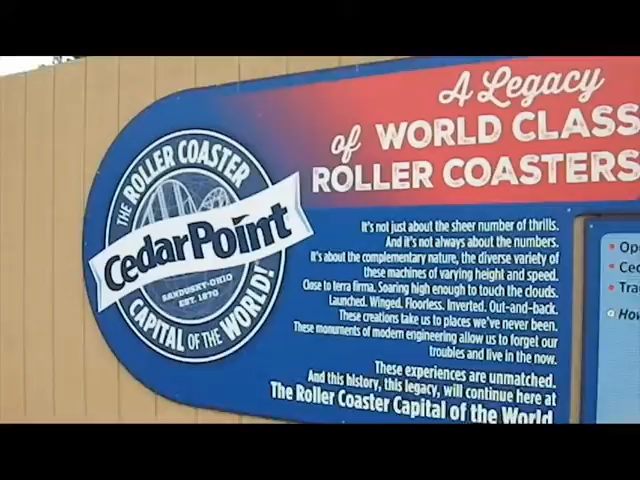 A Legacy
of WORLD CLASS
ROLLER COASTERS
THE ROLLER COASTER
Cedar Point
SANDUSKY·OHIO
EST. 1870
CAPITAL OF THE WORLD!
It's not just about the sheer number of thrills.
And it's not always about the numbers.
It's about the complementary nature, the diverse variety of
these machines of varying height and speed.
Close to terra firma. Soaring high enough to touch the clouds.
Launched. Winged. Floorless. Inverted. Out-and-back.
These creations take us to places we've never been.
These monuments of modern engineering allow us to forget our
troubles and live in the now.
These experiences are unmatched.
And this history, this legacy, will continue here at
The Roller Coaster Capital of the World